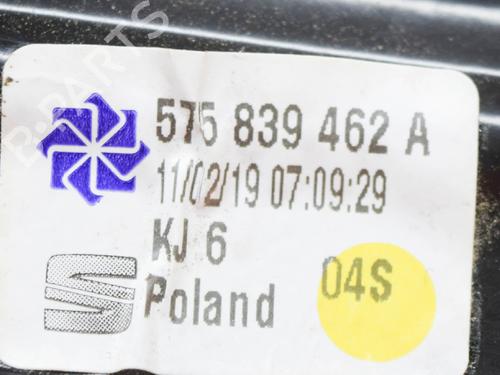 575 839 462 A
11/02/19 07:09:29
KJ 6
04S
Poland
B-PARTS